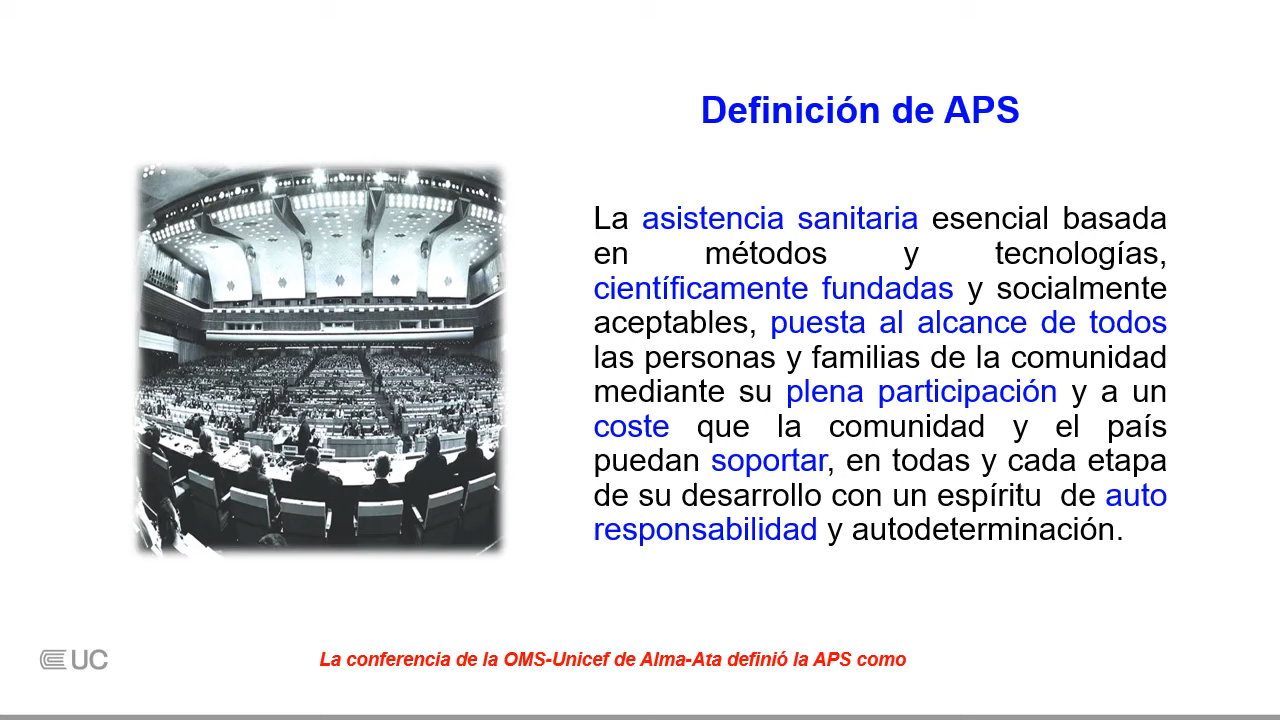 Definición de APS
La asistencia sanitaria esencial basada
en métodos y tecnologías,
científicamente fundadas y socialmente
aceptables, puesta al alcance de todos
las personas y familias de la comunidad
mediante su plena participación y a un
coste que la comunidad y el país
puedan soportar, en todas y cada etapa
de su desarrollo con un espíritu  de auto
responsabilidad y autodeterminación.
UC
La conferencia de la OMS-Unicef de Alma-Ata definió la APS como